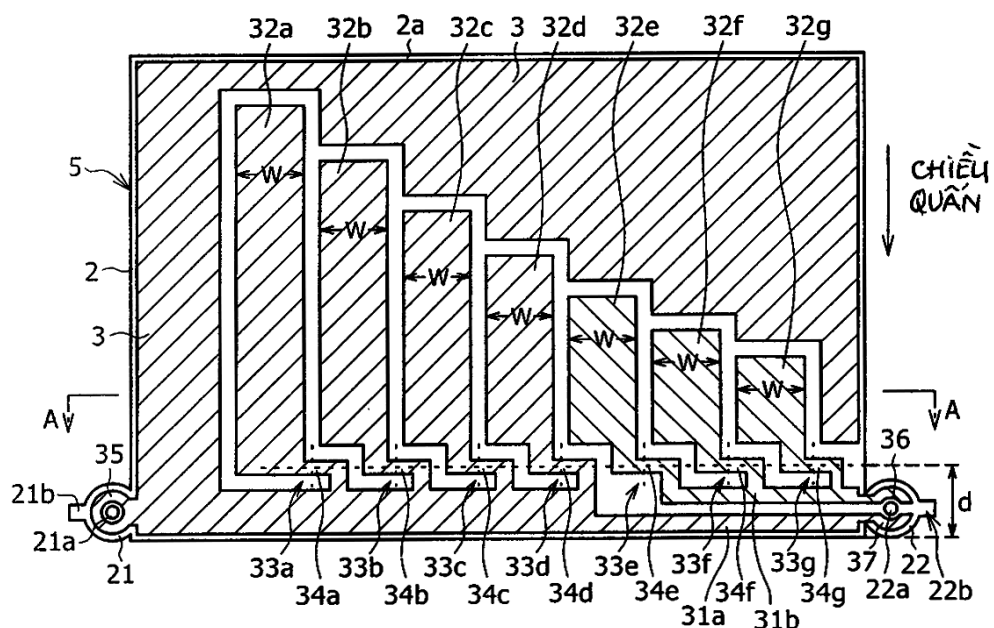 32a 32b 2a 32c 3 32d 32e 32f 32g
5
CHIỀU
QUẤN
W W W W W W W
2
3
A A
35 36
21b d
21a
21 33a 33b 33c 33d 33e 33f 33g 37 22
34a 34b 34c 34d 34e 34f 34g 22a 22b
31a 31b